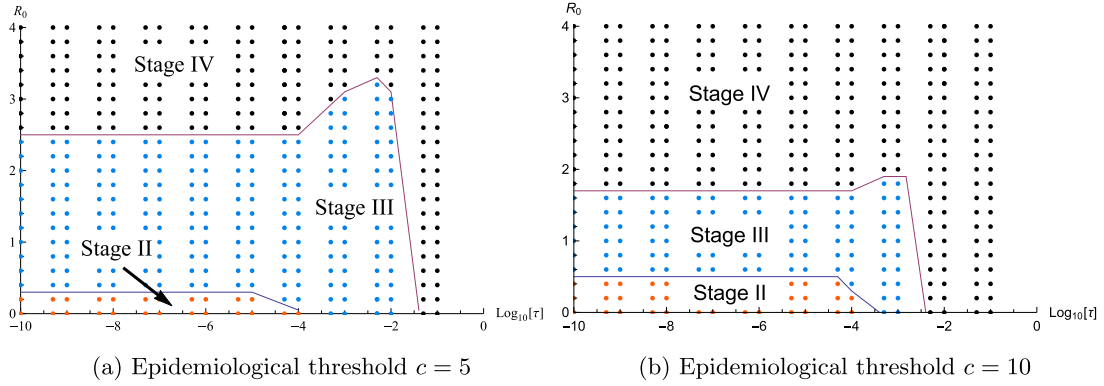 R₀
4
3
2
1
0
−10
−8
−6
−4
−2
0
Log₁₀[τ]
Stage IV
Stage III
Stage II
(a) Epidemiological threshold c = 5
R₀
4
3
2
1
0
−10
−8
−6
−4
−2
0
Log₁₀[τ]
Stage IV
Stage III
Stage II
(b) Epidemiological threshold c = 10